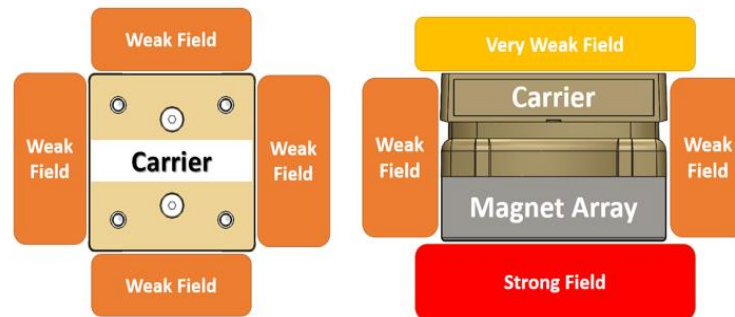 Weak Field
Weak
Field
Carrier
Weak
Field
Weak Field
Very Weak Field
Weak
Field
Carrier
Magnet Array
Weak
Field
Strong Field